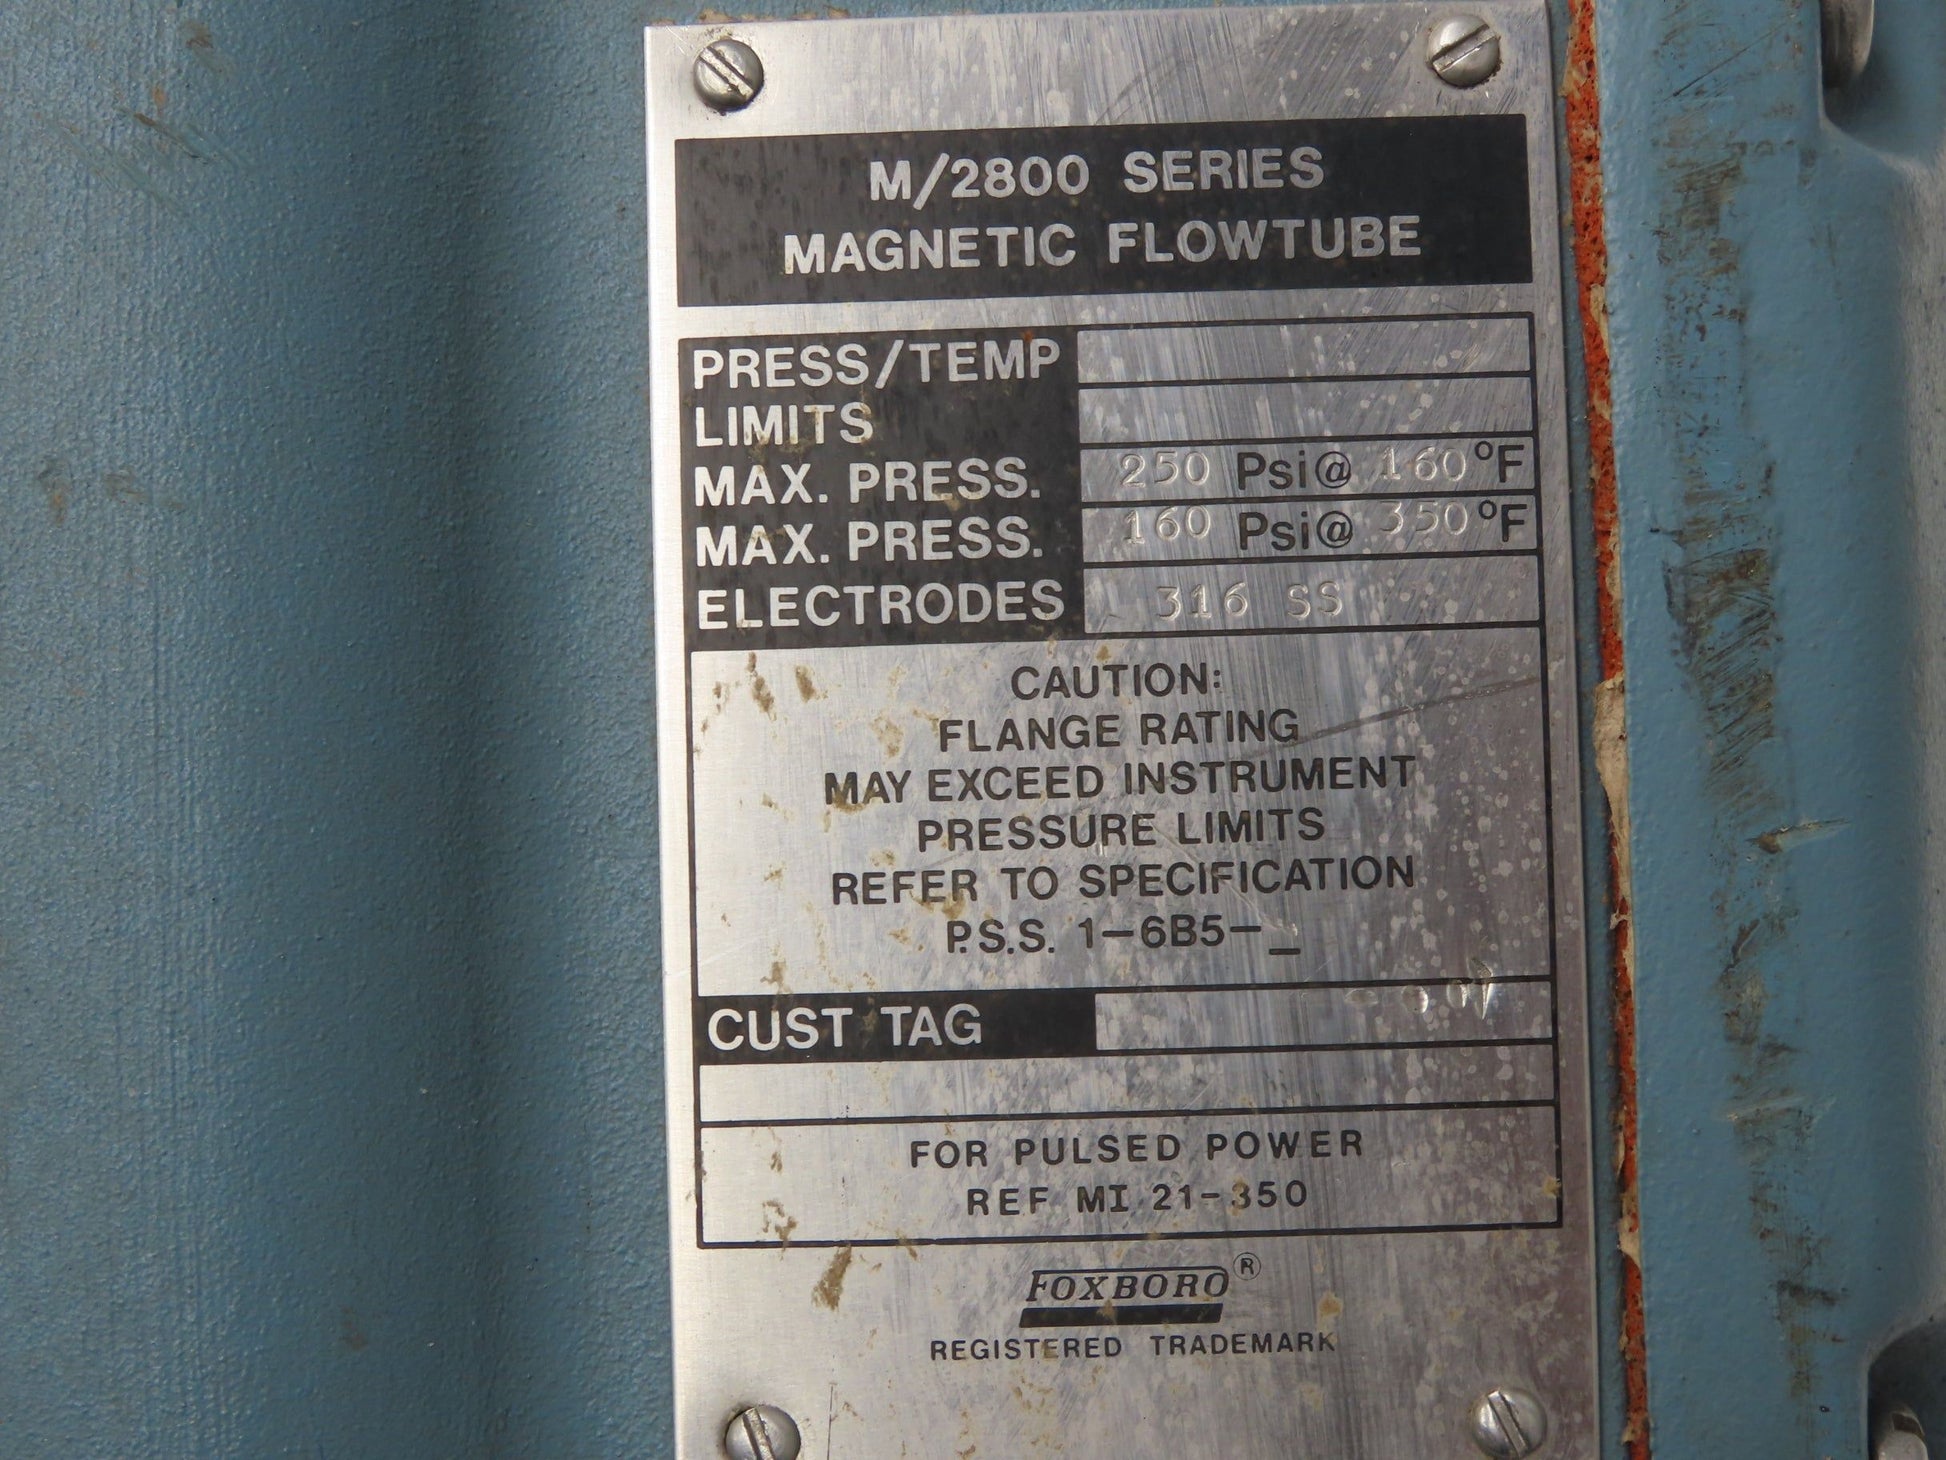 M/2800 SERIES
MAGNETIC FLOWTUBE
PRESS/TEMP
LIMITS
MAX. PRESS. 250 Psi@ 160°F
MAX. PRESS. 160 Psi@ 350°F
ELECTRODES 316 SS
CAUTION:
FLANGE RATING
MAY EXCEED INSTRUMENT
PRESSURE LIMITS
REFER TO SPECIFICATION
P.S.S. 1-6B5-_
CUST TAG
FOR PULSED POWER
REF MI 21-350
FOXBORO®
REGISTERED TRADEMARK